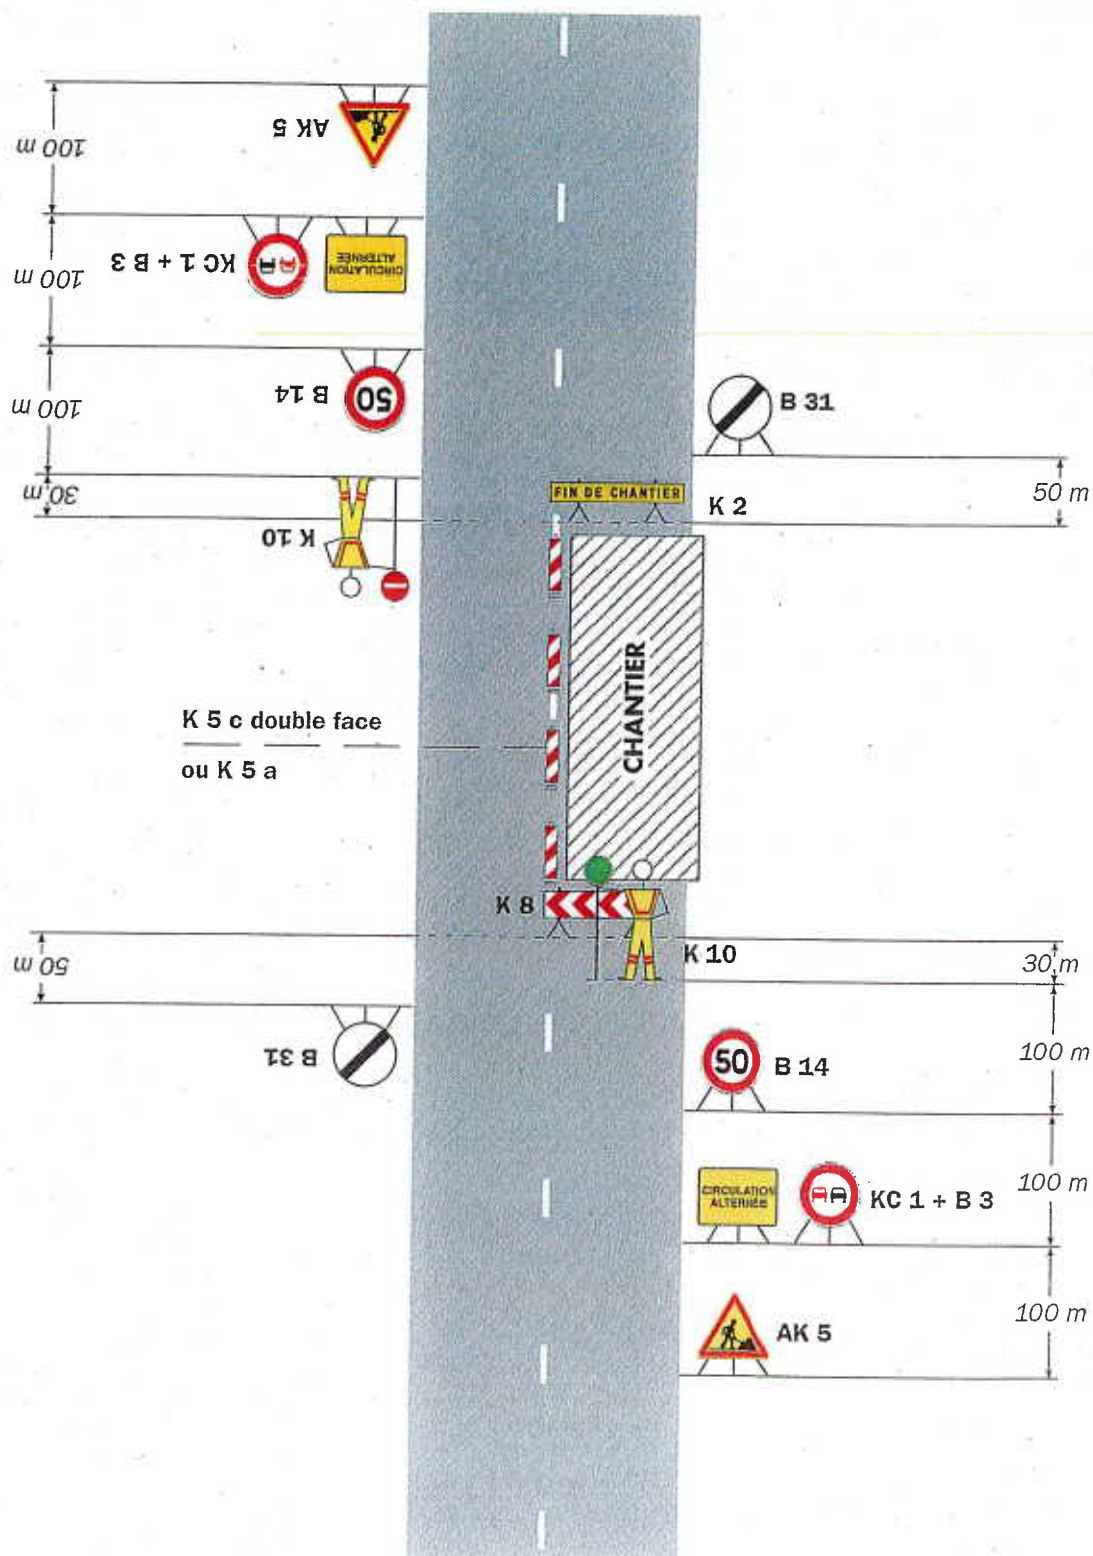 AK 5
100 m
KC 1 + B 3
CIRCULATION
ALTERNÉE
100 m
B 14
50
100 m
B 31
30 m
K 10
FIN DE CHANTIER
K 2
50 m
CHANTIER
K 5 c double face
ou K 5 a
K 8
K 10
50 m
30 m
B 31
50
B 14
100 m
CIRCULATION
ALTERNÉE
KC 1 + B 3
100 m
AK 5
100 m